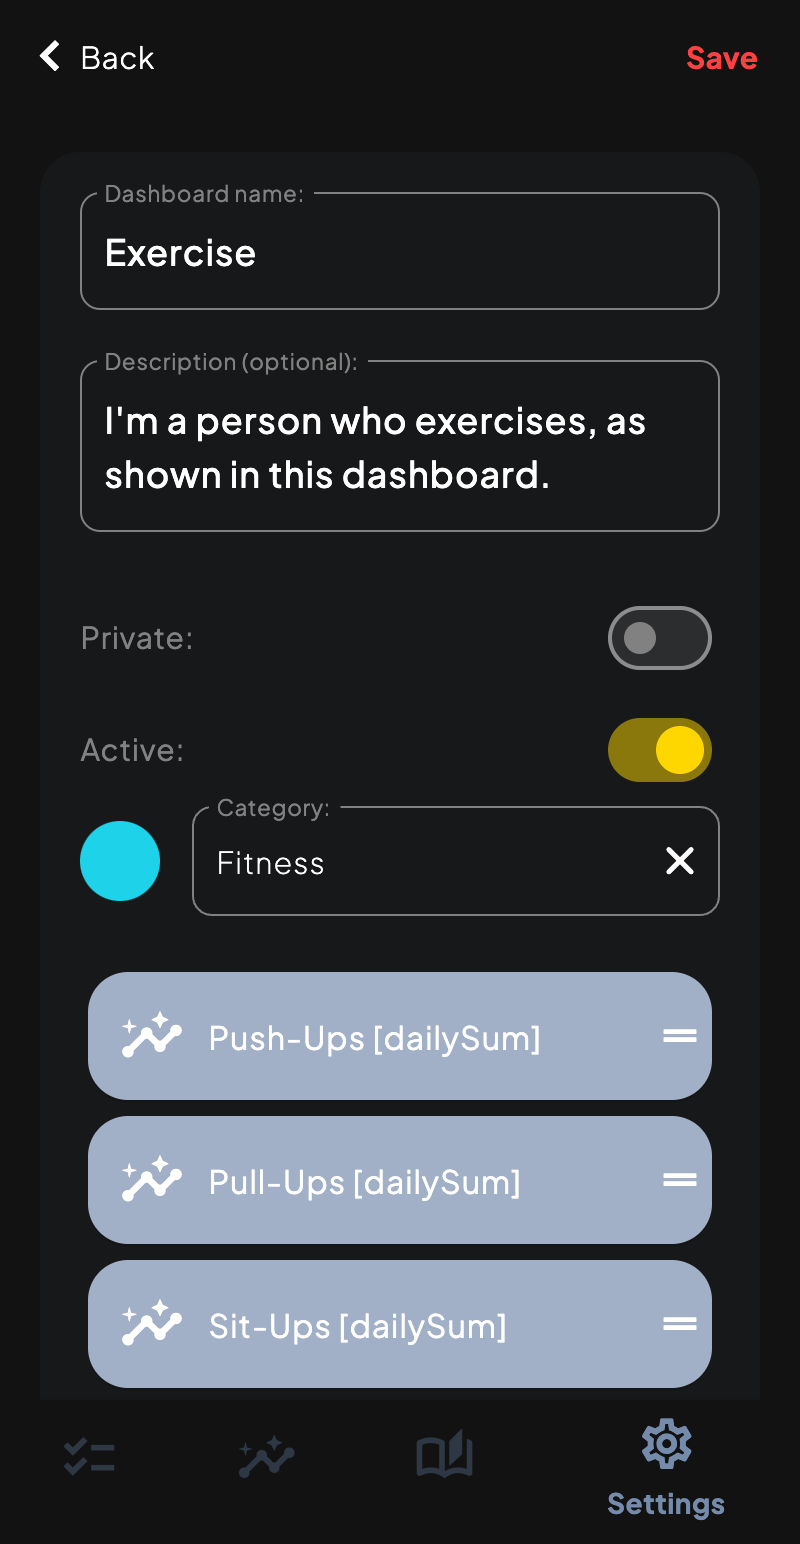 Back
Save
Dashboard name:
Exercise
Description (optional):
I'm a person who exercises, as
shown in this dashboard.
Private:
Active:
Category:
Fitness
Push-Ups [dailySum]
Pull-Ups [dailySum]
Sit-Ups [dailySum]
Settings